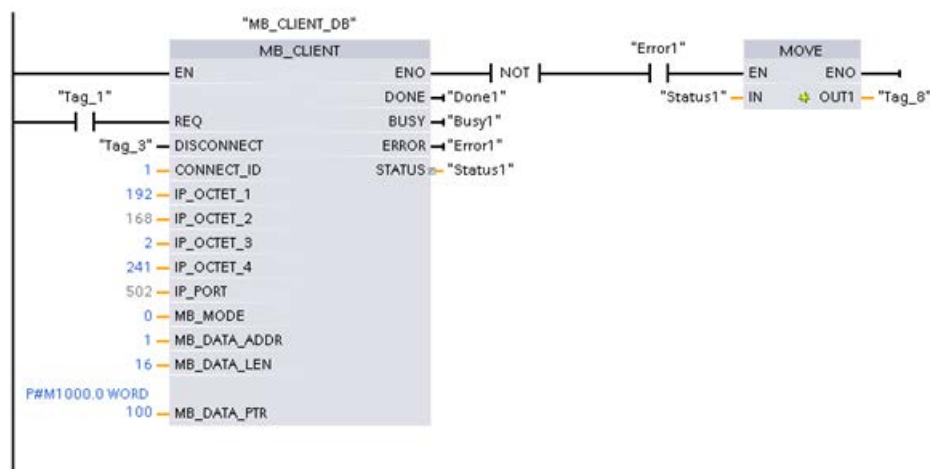 "MB_CLIENT_DB"
MB_CLIENT
"Error1"
MOVE
EN
ENO
NOT
EN
ENO
"Tag_1"
DONE
"Done1"
"Status1"
IN
OUT1
"Tag_8"
REQ
BUSY
"Busy1"
"Tag_3"
DISCONNECT
ERROR
"Error1"
1
CONNECT_ID
STATUS
"Status1"
192
IP_OCTET_1
168
IP_OCTET_2
2
IP_OCTET_3
241
IP_OCTET_4
502
IP_PORT
0
MB_MODE
1
MB_DATA_ADDR
16
MB_DATA_LEN
P#M1000.0 WORD
100
MB_DATA_PTR